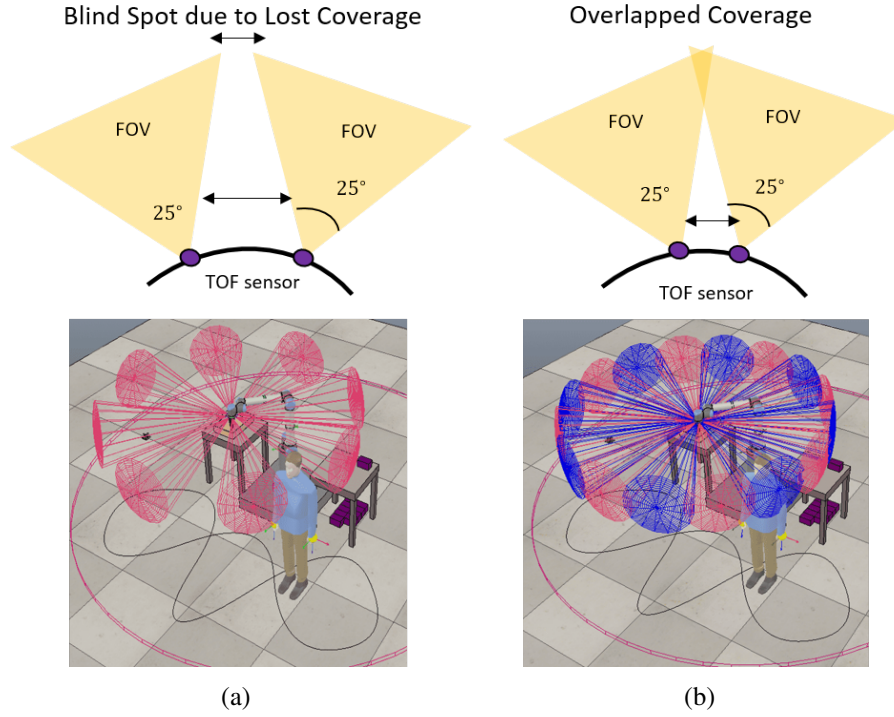 Blind Spot due to Lost Coverage
FOV
FOV
25°
25°
TOF sensor
(a)
Overlapped Coverage
FOV
FOV
25°
25°
TOF sensor
(b)